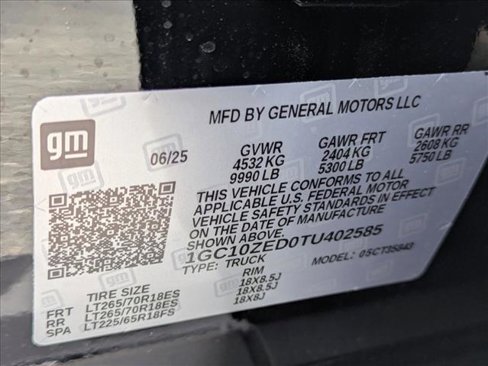 MFD BY GENERAL MOTORS LLC
gm
06/25
GVWR GAWR FRT GAWR RR
4532 KG 2404 KG 2608 KG
9990 LB 5300 LB 5750 LB
THIS VEHICLE CONFORMS TO ALL
APPLICABLE U.S. FEDERAL MOTOR
VEHICLE SAFETY STANDARDS IN EFFECT
ON THE DATE OF MANUFACTURE
SHOWN ABOVE.
1GC10ZED0TU402585
TYPE: TRUCK MODEL:
TIRE SIZE RIM
FRT LT265/70R18ES 18X8.5J
RR LT265/70R18ES 18X8.5J
SPA LT225/65R18FS 18X8J